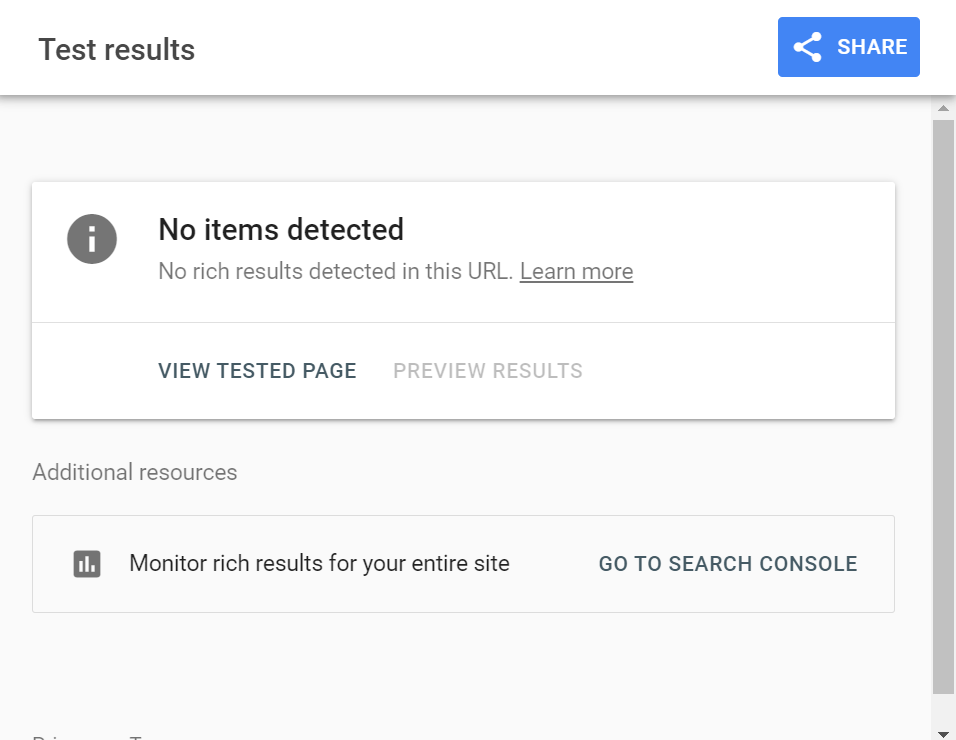 Test results
SHARE
No items detected
No rich results detected in this URL. Learn more
VIEW TESTED PAGE PREVIEW RESULTS
Additional resources
Monitor rich results for your entire site GO TO SEARCH CONSOLE